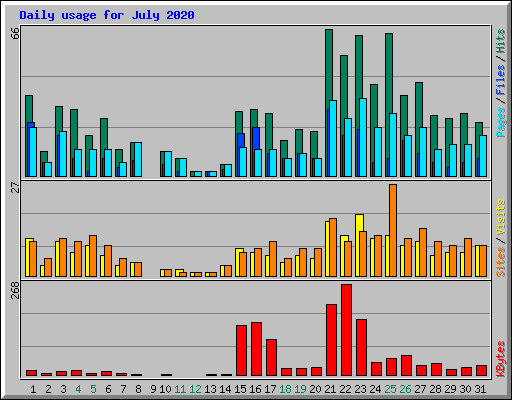 Daily usage for July 2020
66
Pages / Files / Hits
27
Sites / Visits
268
KBytes
1 2 3 4 5 6 7 8 9 10 11 12 13 14 15 16 17 18 19 20 21 22 23 24 25 26 27 28 29 30 31